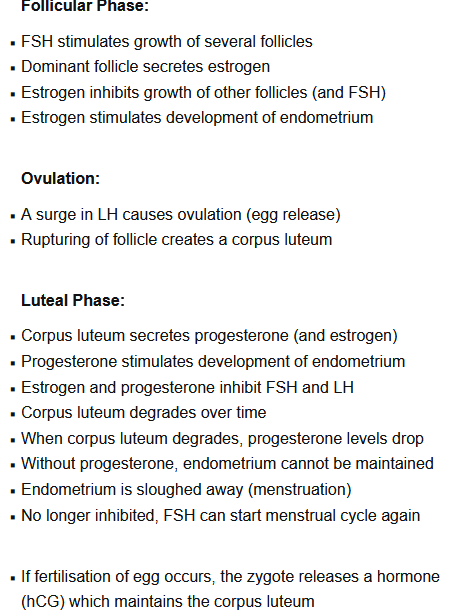 Follicular Phase:
▪ FSH stimulates growth of several follicles
▪ Dominant follicle secretes estrogen
▪ Estrogen inhibits growth of other follicles (and FSH)
▪ Estrogen stimulates development of endometrium
Ovulation:
▪ A surge in LH causes ovulation (egg release)
▪ Rupturing of follicle creates a corpus luteum
Luteal Phase:
▪ Corpus luteum secretes progesterone (and estrogen)
▪ Progesterone stimulates development of endometrium
▪ Estrogen and progesterone inhibit FSH and LH
▪ Corpus luteum degrades over time
▪ When corpus luteum degrades, progesterone levels drop
▪ Without progesterone, endometrium cannot be maintained
▪ Endometrium is sloughed away (menstruation)
▪ No longer inhibited, FSH can start menstrual cycle again
▪ If fertilisation of egg occurs, the zygote releases a hormone
(hCG) which maintains the corpus luteum